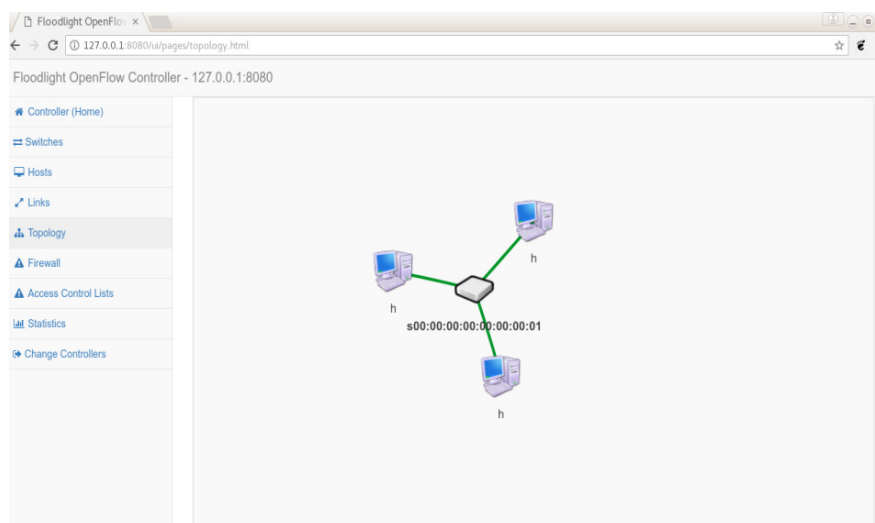 Floodlight OpenFlo
127.0.0.1:8080/ui/pages/topology.html
Floodlight OpenFlow Controller - 127.0.0.1:8080
Controller (Home)
Switches
Hosts
Links
Topology
Firewall
Access Control Lists
Statistics
Change Controllers
h
h
s00:00:00:00:00:00:00:01
h